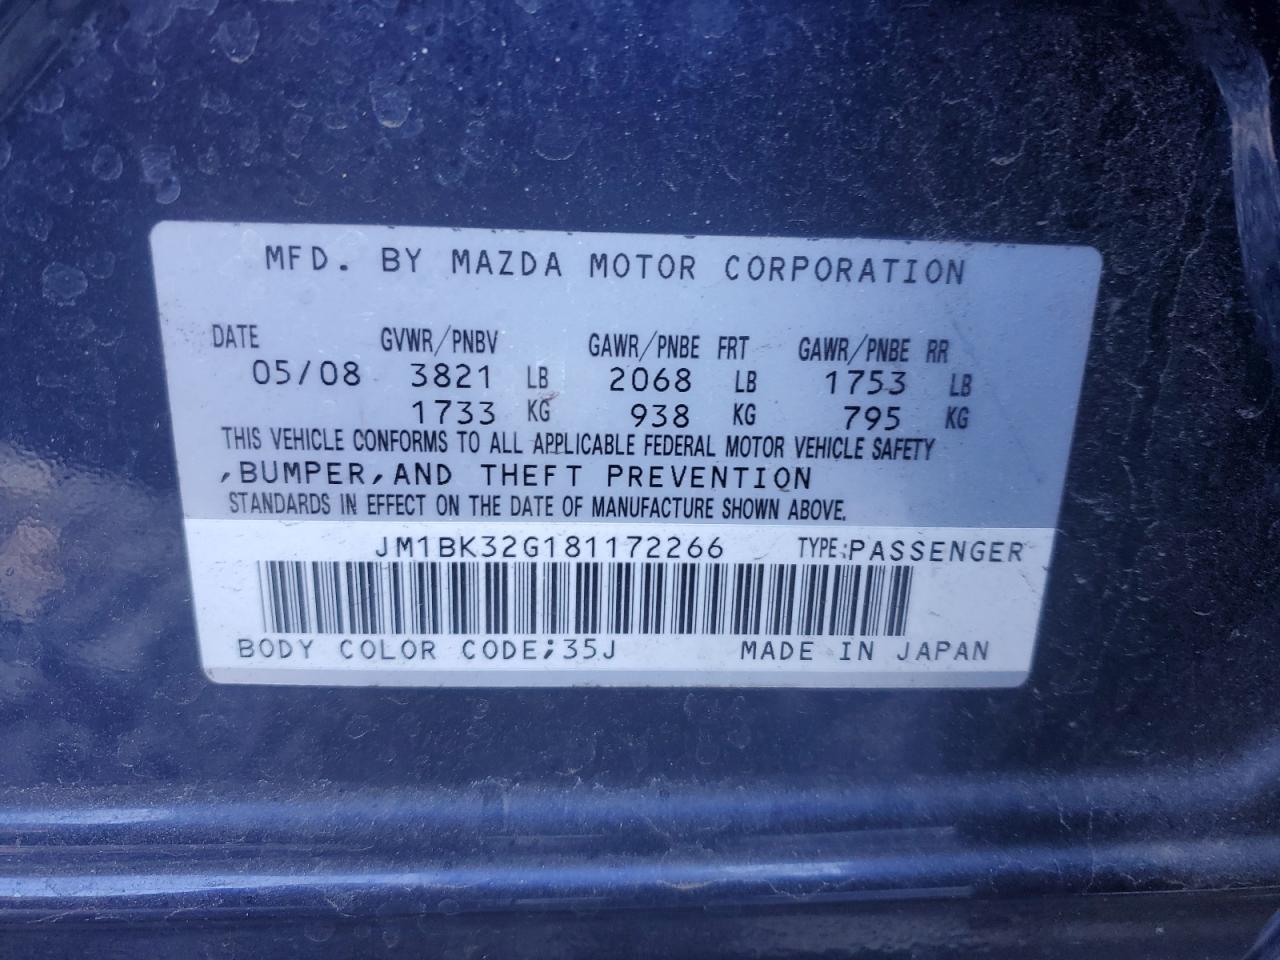 MFD. BY MAZDA MOTOR CORPORATION
DATE GVWR/PNBV GAWR/PNBE FRT GAWR/PNBE RR
05/08 3821 LB 2068 LB 1753 LB
1733 KG 938 KG 795 KG
THIS VEHICLE CONFORMS TO ALL APPLICABLE FEDERAL MOTOR VEHICLE SAFETY
,BUMPER,AND THEFT PREVENTION
STANDARDS IN EFFECT ON THE DATE OF MANUFACTURE SHOWN ABOVE.
JM1BK32G181172266 TYPE:PASSENGER
BODY COLOR CODE;35J MADE IN JAPAN